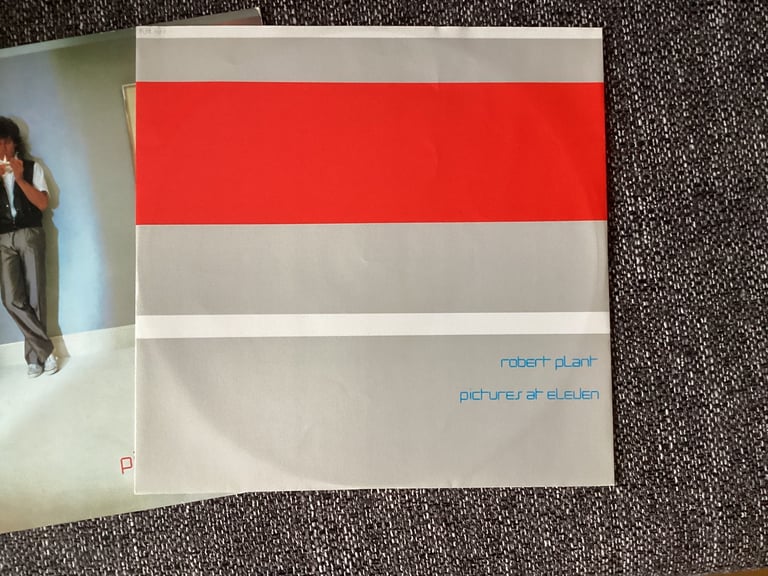 robert plant
pictures at eleven